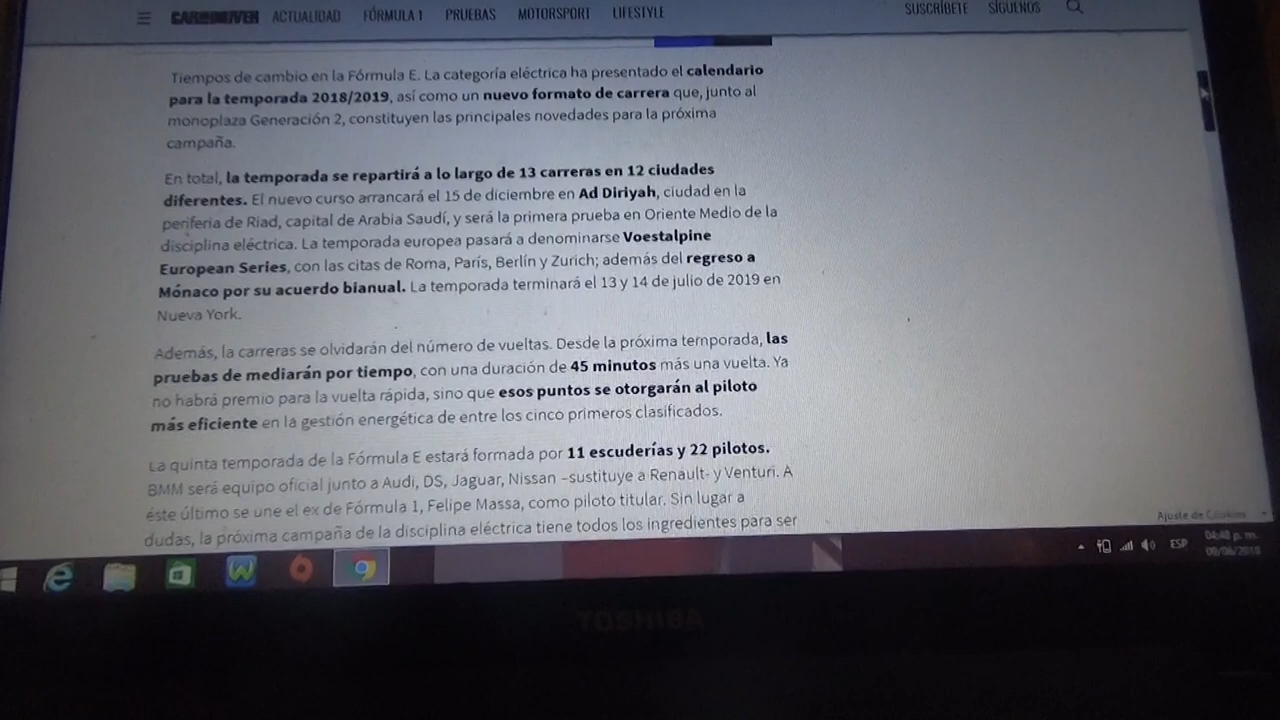 CAR AND DRIVER ACTUALIDAD FÓRMULA 1 PRUEBAS MOTORSPORT LIFESTYLE SUSCRÍBETE SÍGUENOS
Tiempos de cambio en la Fórmula E. La categoría eléctrica ha presentado el calendario
para la temporada 2018/2019, así como un nuevo formato de carrera que, junto al
monoplaza Generación 2, constituyen las principales novedades para la próxima
campaña.
En total, la temporada se repartirá a lo largo de 13 carreras en 12 ciudades
diferentes. El nuevo curso arrancará el 15 de diciembre en Ad Diriyah, ciudad en la
periferia de Riad, capital de Arabia Saudí, y será la primera prueba en Oriente Medio de la
disciplina eléctrica. La temporada europea pasará a denominarse Voestalpine
European Series, con las citas de Roma, París, Berlín y Zurich; además del regreso a
Mónaco por su acuerdo bianual. La temporada terminará el 13 y 14 de julio de 2019 en
Nueva York.
Además, la carreras se olvidarán del número de vueltas. Desde la próxima temporada, las
pruebas de mediarán por tiempo, con una duración de 45 minutos más una vuelta. Ya
no habrá premio para la vuelta rápida, sino que esos puntos se otorgarán al piloto
más eficiente en la gestión energética de entre los cinco primeros clasificados.
La quinta temporada de la Fórmula E estará formada por 11 escuderías y 22 pilotos.
BMM será equipo oficial junto a Audi, DS, Jaguar, Nissan –sustituye a Renault- y Venturi. A
éste último se une el ex de Fórmula 1, Felipe Massa, como piloto titular. Sin lugar a
dudas, la próxima campaña de la disciplina eléctrica tiene todos los ingredientes para ser
Ajuste de Cookies
ESP
04:40 p. m.
TOSHIBA